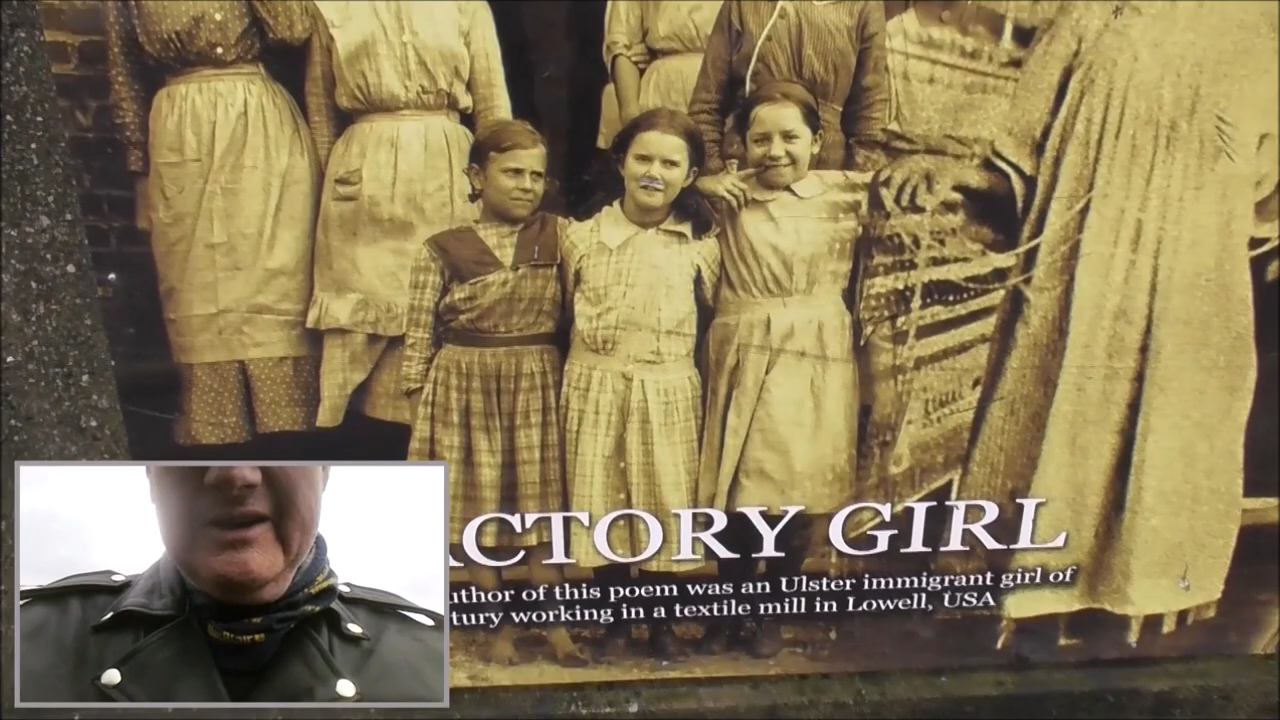 ACTORY GIRL
uthor of this poem was an Ulster immigrant girl of
tury working in a textile mill in Lowell, USA